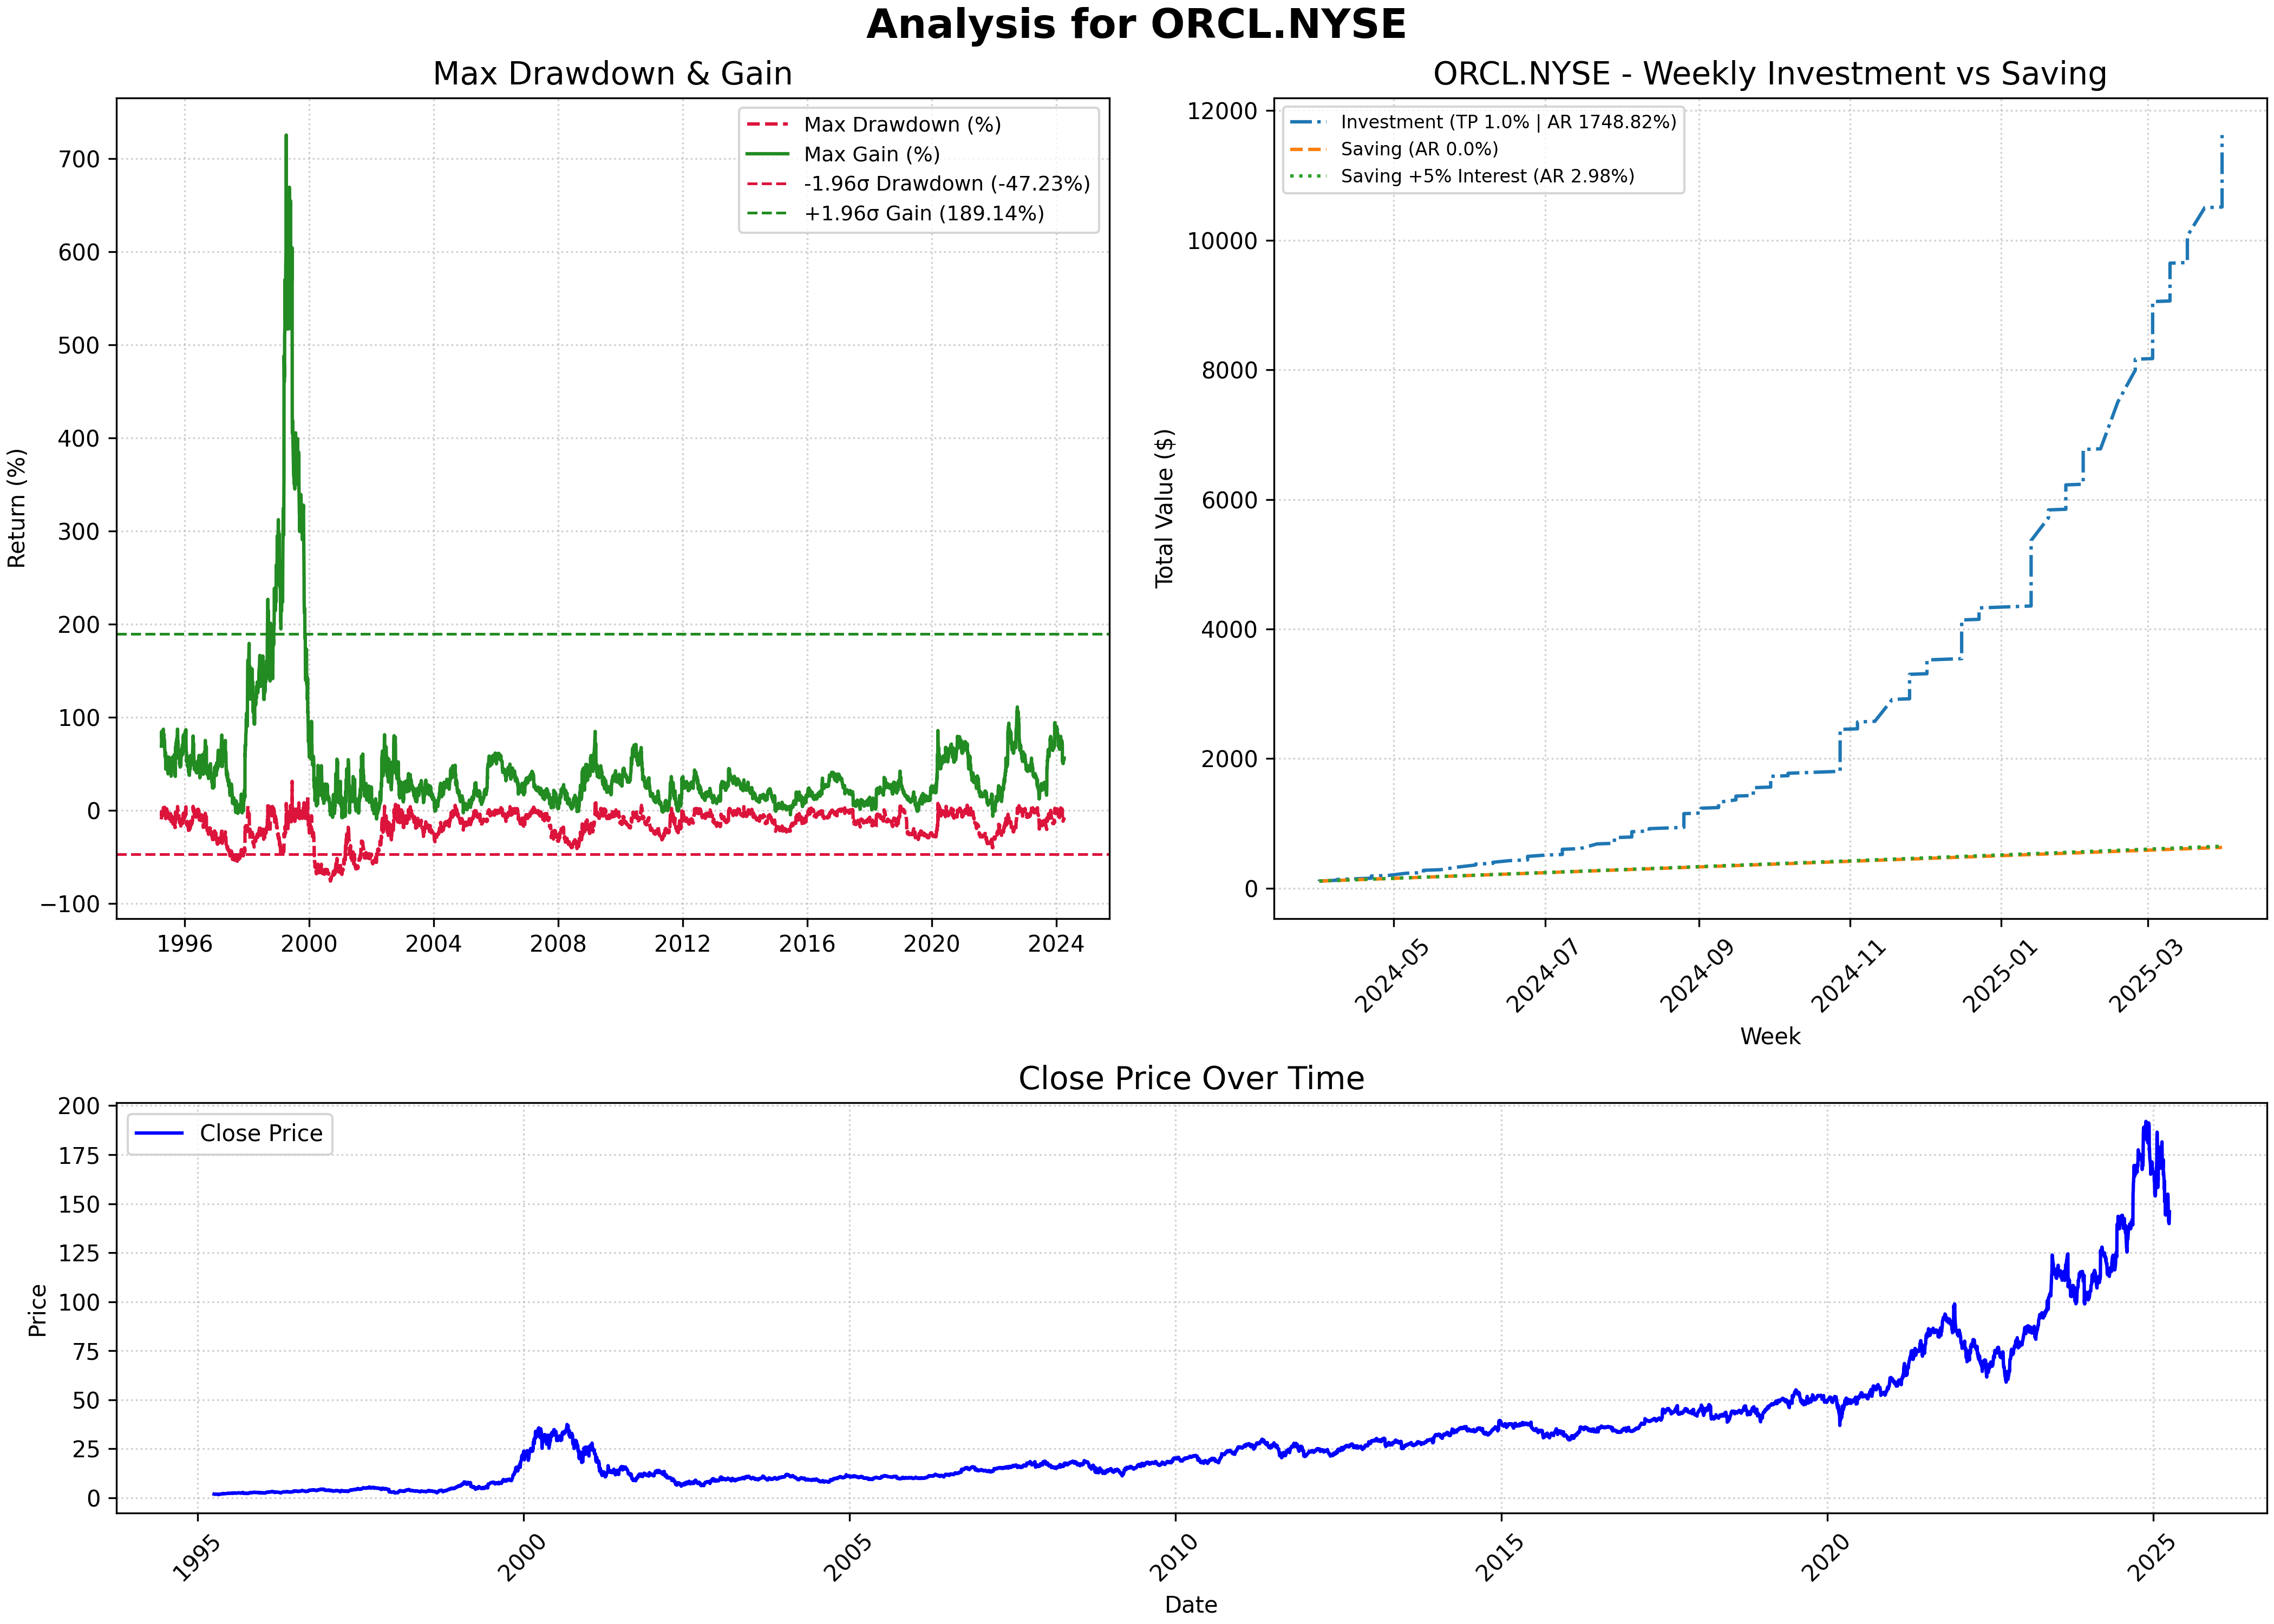 Analysis for ORCL.NYSE
Max Drawdown & Gain
Max Drawdown (%)
Max Gain (%)
-1.96σ Drawdown (-47.23%)
+1.96σ Gain (189.14%)
Return (%)
700
600
500
400
300
200
100
0
−100
1996 2000 2004 2008 2012 2016 2020 2024
ORCL.NYSE - Weekly Investment vs Saving
Investment (TP 1.0% | AR 1748.82%)
Saving (AR 0.0%)
Saving +5% Interest (AR 2.98%)
Total Value ($)
12000
10000
8000
6000
4000
2000
0
2024-05 2024-07 2024-09 2024-11 2025-01 2025-03
Week
Close Price Over Time
Close Price
Price
200
175
150
125
100
75
50
25
0
1995 2000 2005 2010 2015 2020 2025
Date